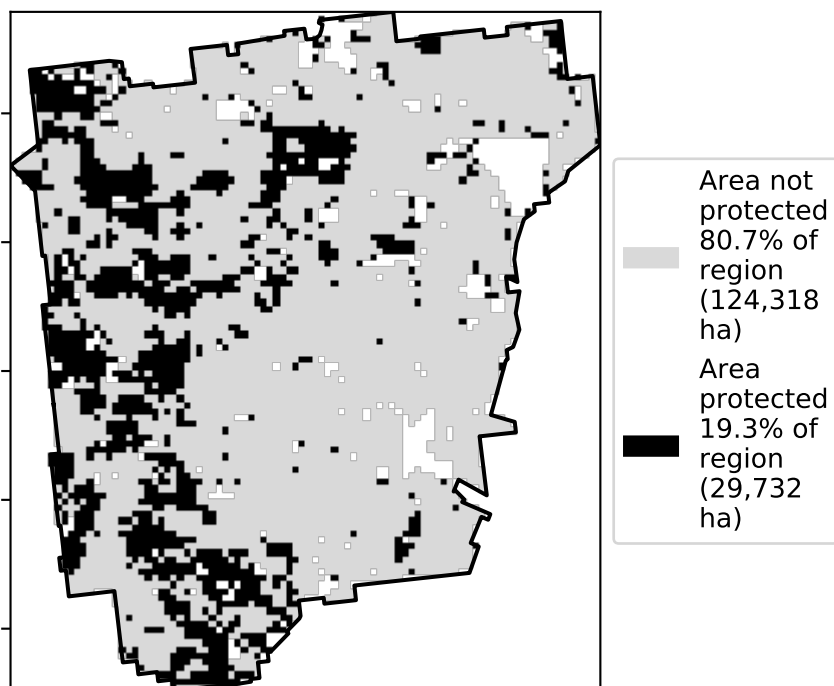 Area not
protected
80.7% of
region
(124,318
ha)
Area
protected
19.3% of
region
(29,732
ha)